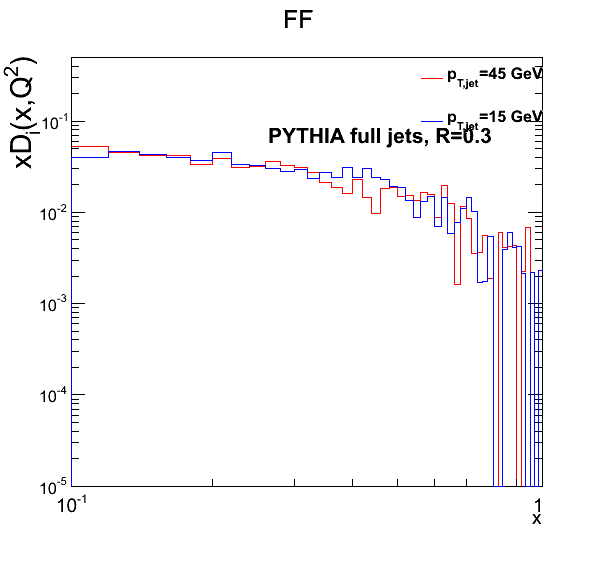 FF
xD_i(x,Q^2)
p_T,jet=45 GeV
p_T,jet=15 GeV
PYTHIA full jets, R=0.3
10^-1
10^-2
10^-3
10^-4
10^-5
10^-1
1
x